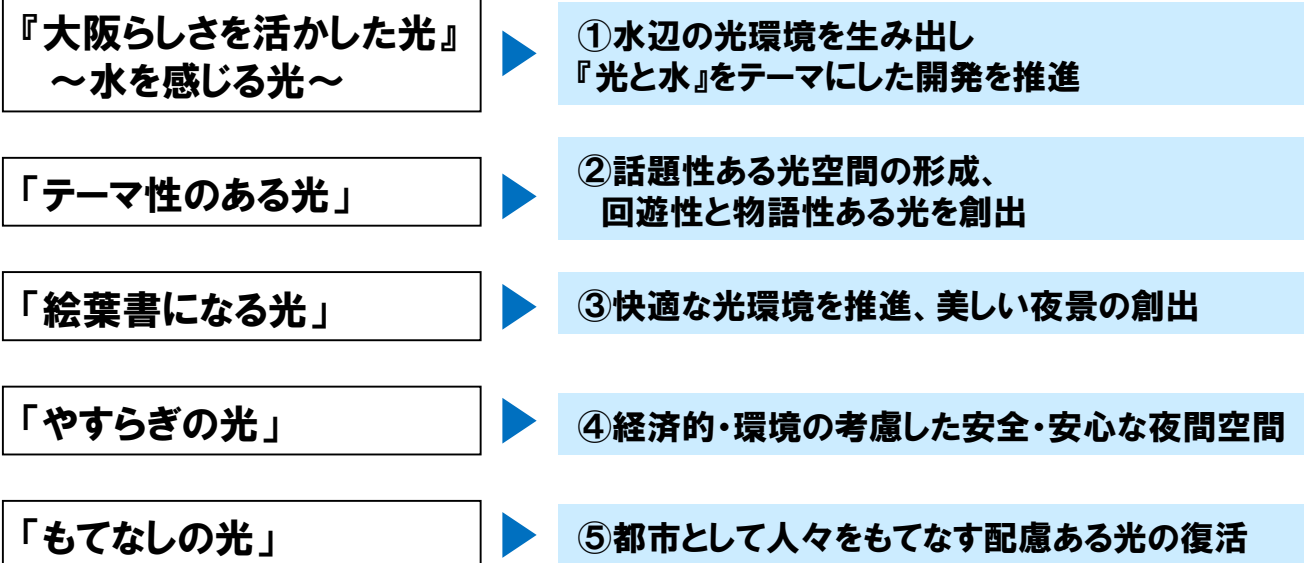 『大阪らしさを活かした光』
～水を感じる光～
①水辺の光環境を生み出し
『光と水』をテーマにした開発を推進
「テーマ性のある光」
②話題性ある光空間の形成、
回遊性と物語性ある光を創出
「絵葉書になる光」
③快適な光環境を推進、美しい夜景の創出
「やすらぎの光」
④経済的・環境の考慮した安全・安心な夜間空間
「もてなしの光」
⑤都市として人々をもてなす配慮ある光の復活